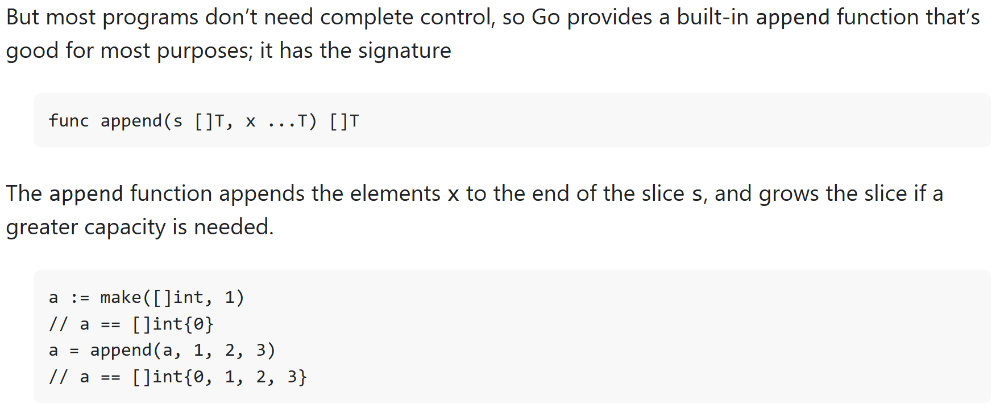 But most programs don’t need complete control, so Go provides a built-in append function that’s
good for most purposes; it has the signature
func append(s []T, x ...T) []T
The append function appends the elements x to the end of the slice s, and grows the slice if a
greater capacity is needed.
a := make([]int, 1)
// a == []int{0}
a = append(a, 1, 2, 3)
// a == []int{0, 1, 2, 3}